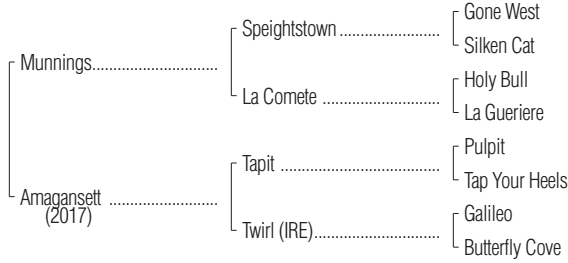 Gone West
Speightstown
Silken Cat
Munnings
Holy Bull
La Comete
La Gueriere
Pulpit
Tapit
Tap Your Heels
Amagansett
(2017)
Galileo
Twirl (IRE)
Butterfly Cove